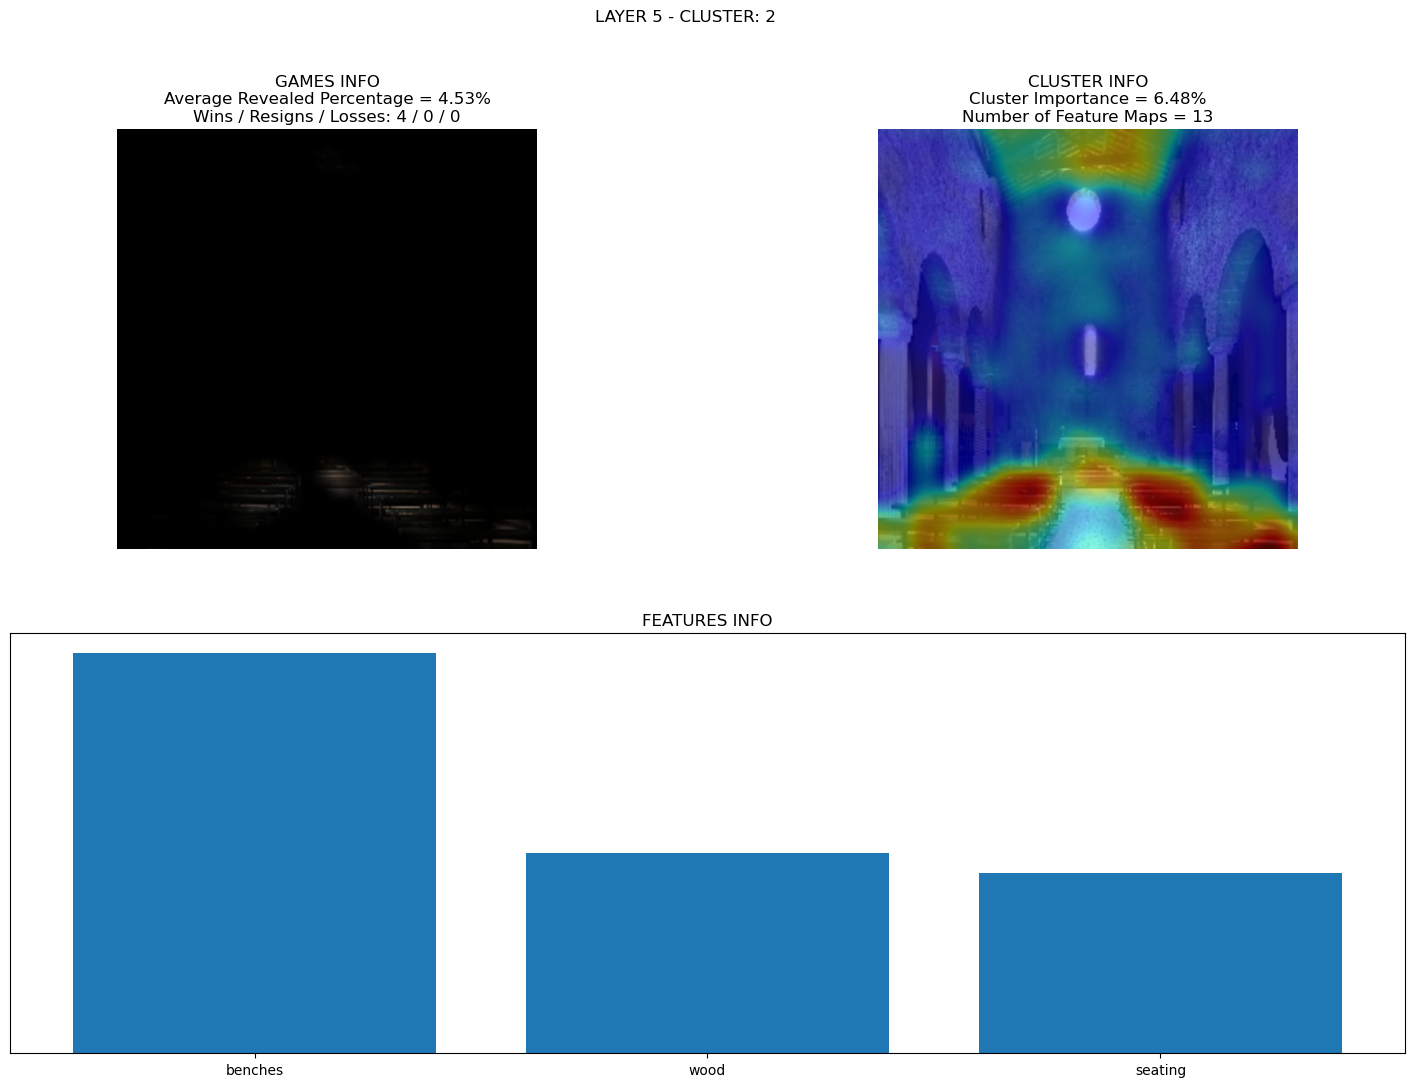 LAYER 5 - CLUSTER: 2
GAMES INFO
Average Revealed Percentage = 4.53%
Wins / Resigns / Losses: 4 / 0 / 0
CLUSTER INFO
Cluster Importance = 6.48%
Number of Feature Maps = 13
FEATURES INFO
benches
wood
seating